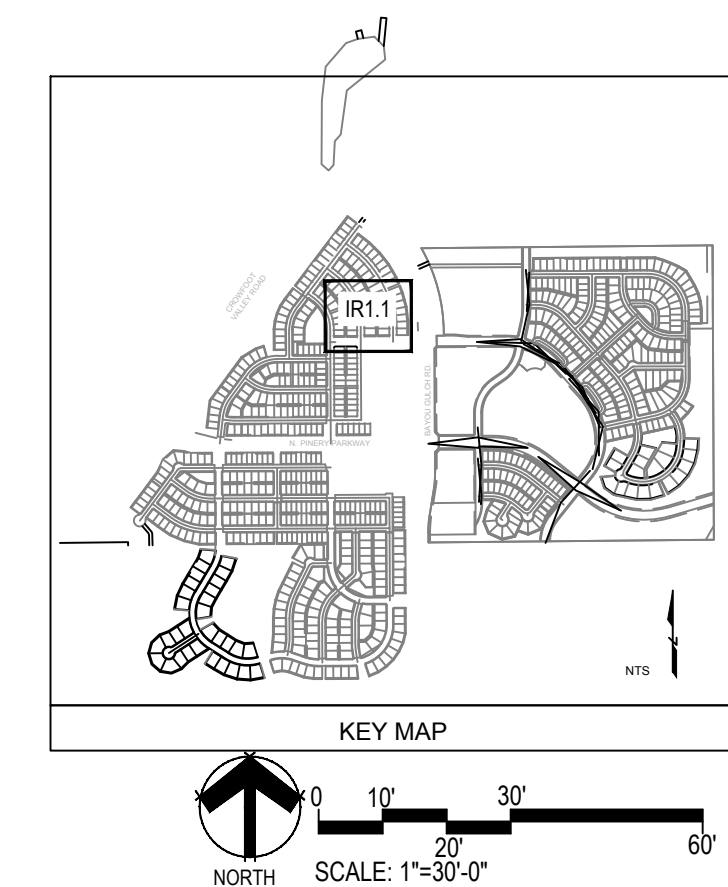 CROWFOOT
VALLEY ROAD
IR1.1
BAYOU GULCH RD.
N. PINERY PARKWAY
N
NTS
KEY MAP
0 10' 30'
20' 60'
SCALE: 1"=30'-0"
NORTH